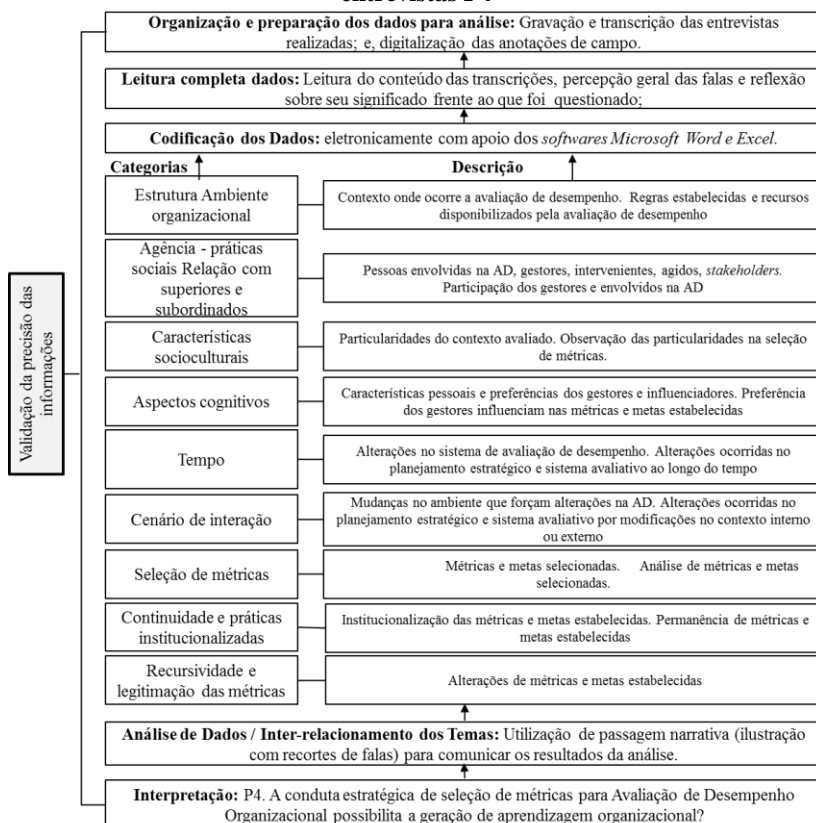 Organização e preparação dos dados para análise: Gravação e transcrição das entrevistas
realizadas; e, digitalização das anotações de campo.
Leitura completa dados: Leitura do conteúdo das transcrições, percepção geral das falas e reflexão
sobre seu significado frente ao que foi questionado;
Codificação dos Dados: eletronicamente com apoio dos softwares Microsoft Word e Excel.
Categorias
Descrição
Estrutura Ambiente
organizacional
Contexto onde ocorre a avaliação de desempenho. Regras estabelecidas e recursos
disponibilizados pela avaliação de desempenho
Agência - práticas
sociais Relação com
superiores e
subordinados
Pessoas envolvidas na AD, gestores, intervenientes, agidos, stakeholders.
Participação dos gestores e envolvidos na AD
Características
socioculturais
Particularidades do contexto avaliado. Observação das particularidades na seleção
de métricas.
Aspectos cognitivos
Características pessoais e preferências dos gestores e influenciadores. Preferência
dos gestores influenciam nas métricas e metas estabelecidas
Tempo
Alterações no sistema de avaliação de desempenho. Alterações ocorridas no
planejamento estratégico e sistema avaliativo ao longo do tempo
Cenário de interação
Mudanças no ambiente que forçam alterações na AD. Alterações ocorridas no
planejamento estratégico e sistema avaliativo por modificações no contexto interno
ou externo
Seleção de métricas
Métricas e metas selecionadas. Análise de métricas e metas
selecionadas.
Continuidade e práticas
institucionalizadas
Institucionalização das métricas e metas estabelecidas. Permanência de métricas e
metas estabelecidas
Recursividade e
legitimação das métricas
Alterações de métricas e metas estabelecidas
Análise de Dados / Inter-relacionamento dos Temas: Utilização de passagem narrativa (ilustração
com recortes de falas) para comunicar os resultados da análise.
Interpretação: P4. A conduta estratégica de seleção de métricas para Avaliação de Desempenho
Organizacional possibilita a geração de aprendizagem organizacional?
Validação da precisão das
informações